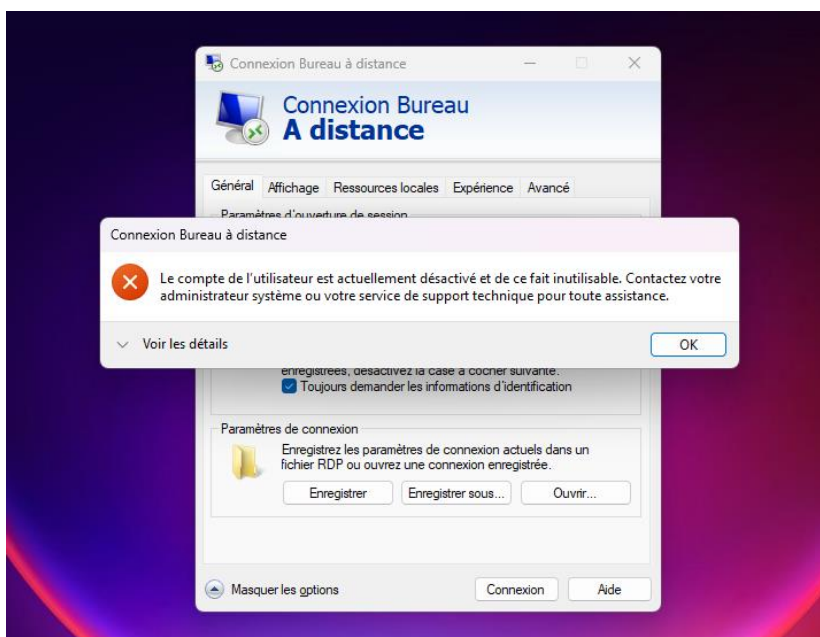 Connexion Bureau à distance
Connexion Bureau
A distance
Général Affichage Ressources locales Expérience Avancé
Paramètres d'ouverture de session
Connexion Bureau à distance
Le compte de l'utilisateur est actuellement désactivé et de ce fait inutilisable. Contactez votre
administrateur système ou votre service de support technique pour toute assistance.
Voir les détails OK
enregistrées, désactivez la case à cocher suivante.
Toujours demander les informations d'identification
Paramètres de connexion
Enregistrez les paramètres de connexion actuels dans un
fichier RDP ou ouvrez une connexion enregistrée.
Enregistrer Enregistrer sous... Ouvrir...
Masquer les options Connexion Aide